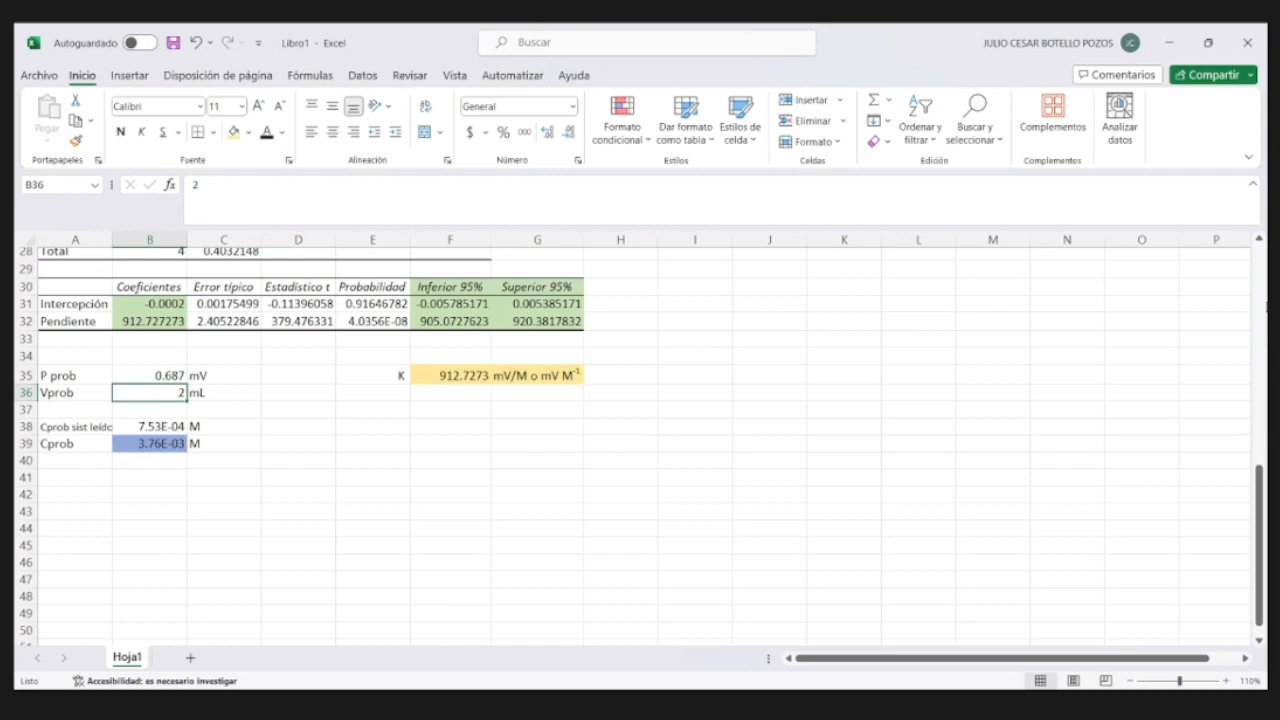 Autoguardado Libro1 - Excel Buscar JULIO CESAR BOTELLO POZOS JC
Archivo Inicio Insertar Disposición de página Fórmulas Datos Revisar Vista Automatizar Ayuda Comentarios Compartir
Pegar Calibri 11 General Insertar
Formato condicional Dar formato como tabla Estilos de celda Eliminar Ordenar y filtrar Buscar y seleccionar Complementos Analizar datos
N K S $ % 000 Formato
Portapapeles Fuente Alineación Número Estilos Celdas Edición Complementos
B36 fx 2
A B C D E F G H I J K L M N O P
28 Total 4 0.4032148
29
30 Coeficientes Error típico Estadístico t Probabilidad Inferior 95% Superior 95%
31 Intercepción -0.0002 0.00175499 -0.11396058 0.91646782 -0.005785171 0.005385171
32 Pendiente 912.727273 2.40522846 379.476331 4.0356E-08 905.0727623 920.3817832
33
34
35 P prob 0.687 mV K 912.7273 mV/M o mV M⁻¹
36 Vprob 2 mL
37
38 Cprob sist leído 7.53E-04 M
39 Cprob 3.76E-03 M
40
41
42
43
44
45
46
47
48
49
50
Hoja1
Listo Accesibilidad: es necesario investigar 110%